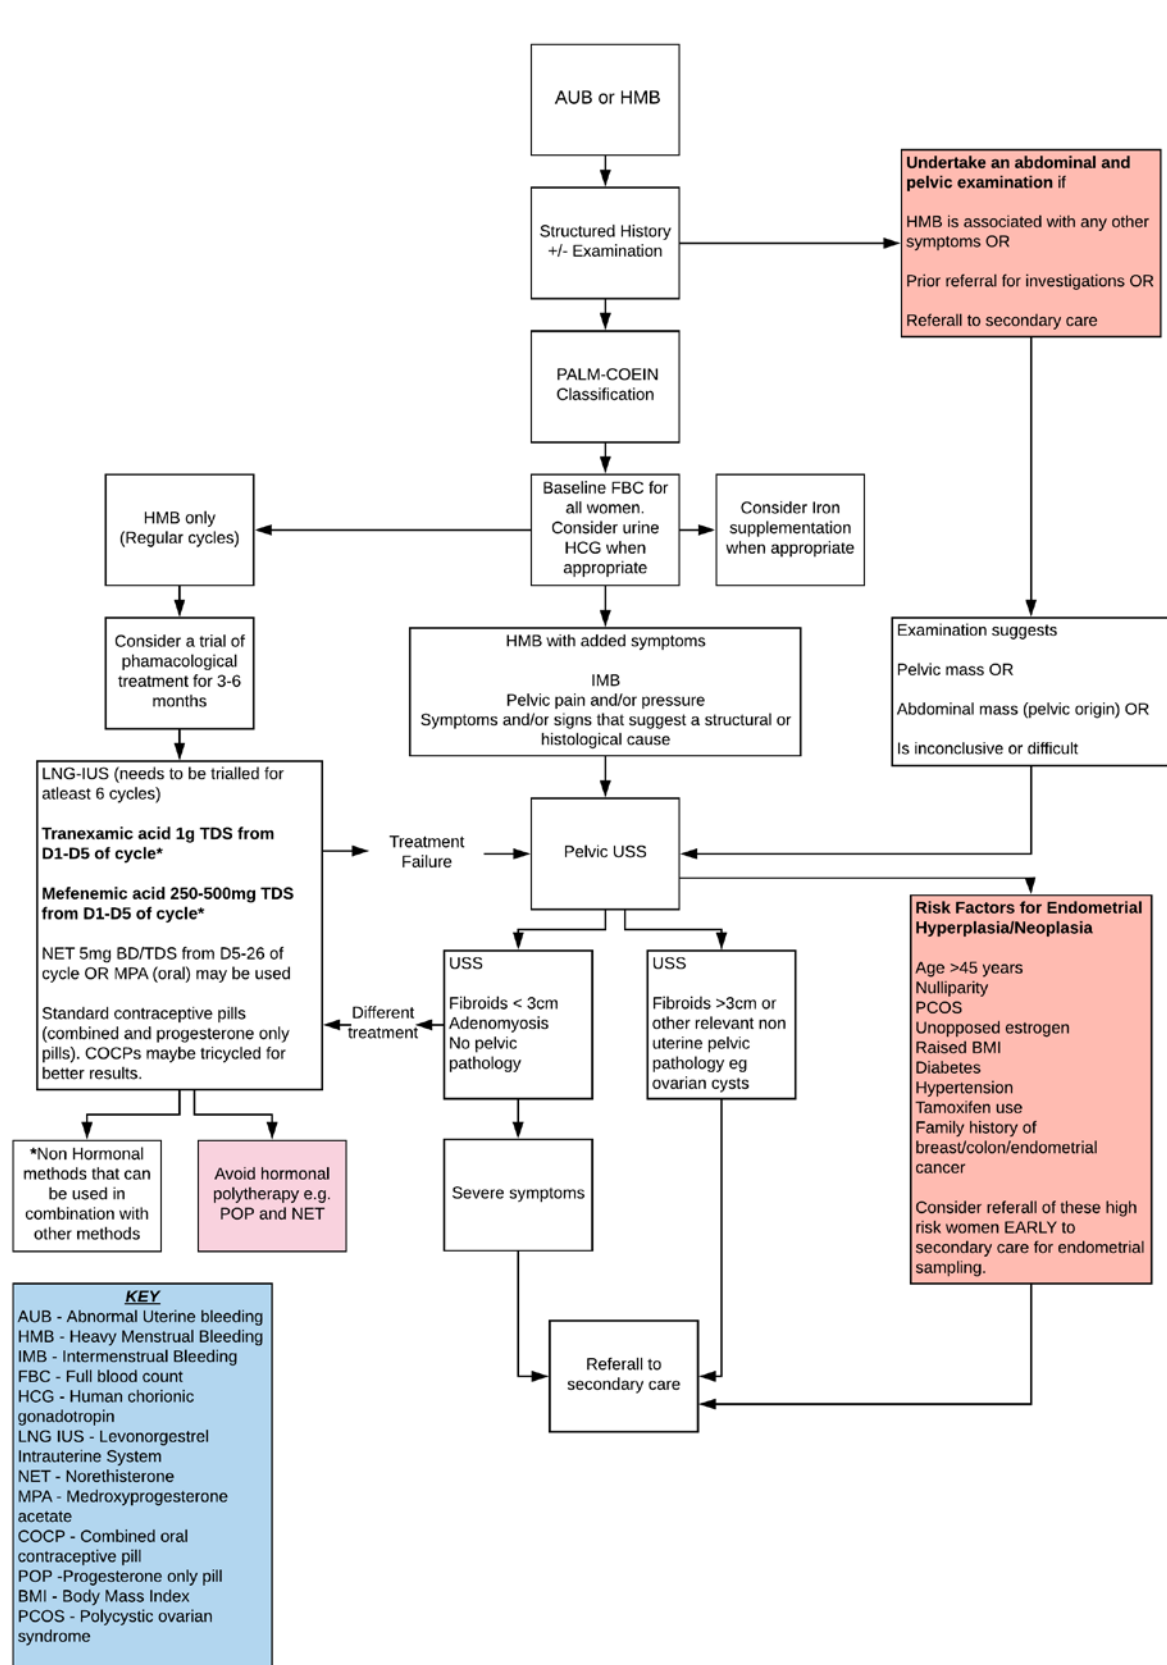 AUB or HMB
Undertake an abdominal and
pelvic examination if
HMB is associated with any other
symptoms OR
Prior referral for investigations OR
Referall to secondary care
Structured History
+/- Examination
PALM-COEIN
Classification
HMB only
(Regular cycles)
Baseline FBC for
all women.
Consider urine
HCG when
appropriate
Consider Iron
supplementation
when appropriate
Consider a trial of
phamacological
treatment for 3-6
months
HMB with added symptoms
IMB
Pelvic pain and/or pressure
Symptoms and/or signs that suggest a structural or
histological cause
Examination suggests
Pelvic mass OR
Abdominal mass (pelvic origin) OR
Is inconclusive or difficult
LNG-IUS (needs to be trialled for
atleast 6 cycles)
Tranexamic acid 1g TDS from
D1-D5 of cycle*
Mefenemic acid 250-500mg TDS
from D1-D5 of cycle*
NET 5mg BD/TDS from D5-26 of
cycle OR MPA (oral) may be used
Standard contraceptive pills
(combined and progesterone only
pills). COCPs maybe tricycled for
better results.
Treatment
Failure
Pelvic USS
Different
treatment
USS
Fibroids < 3cm
Adenomyosis
No pelvic
pathology
USS
Fibroids >3cm or
other relevant non
uterine pelvic
pathology eg
ovarian cysts
Risk Factors for Endometrial
Hyperplasia/Neoplasia
Age >45 years
Nulliparity
PCOS
Unopposed estrogen
Raised BMI
Diabetes
Hypertension
Tamoxifen use
Family history of
breast/colon/endometrial
cancer
Consider referall of these high
risk women EARLY to
secondary care for endometrial
sampling.
*Non Hormonal
methods that can
be used in
combination with
other methods
Avoid hormonal
polytherapy e.g.
POP and NET
Severe symptoms
Referall to
secondary care
KEY
AUB - Abnormal Uterine bleeding
HMB - Heavy Menstrual Bleeding
IMB - Intermenstrual Bleeding
FBC - Full blood count
HCG - Human chorionic
gonadotropin
LNG IUS - Levonorgestrel
Intrauterine System
NET - Norethisterone
MPA - Medroxyprogesterone
acetate
COCP - Combined oral
contraceptive pill
POP -Progesterone only pill
BMI - Body Mass Index
PCOS - Polycystic ovarian
syndrome